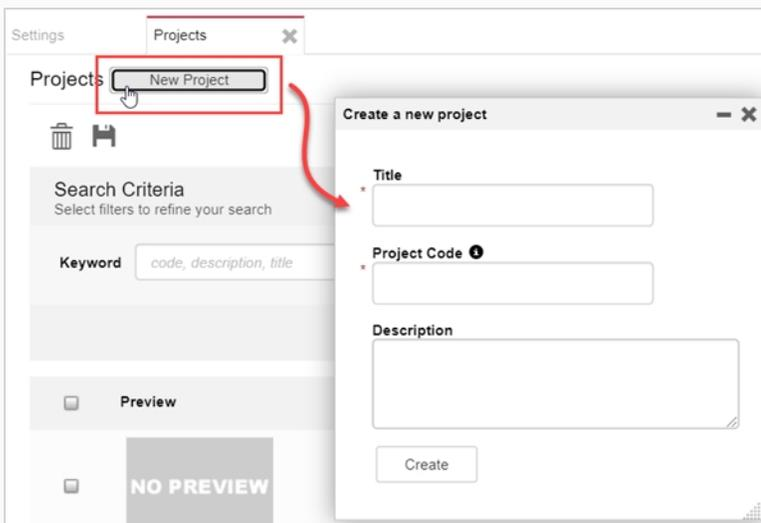 Settings
Projects
Projects
New Project
Search Criteria
Select filters to refine your search
Keyword
code, description, title
Preview
NO PREVIEW
Create a new project
Title
*
Project Code
*
Description
Create